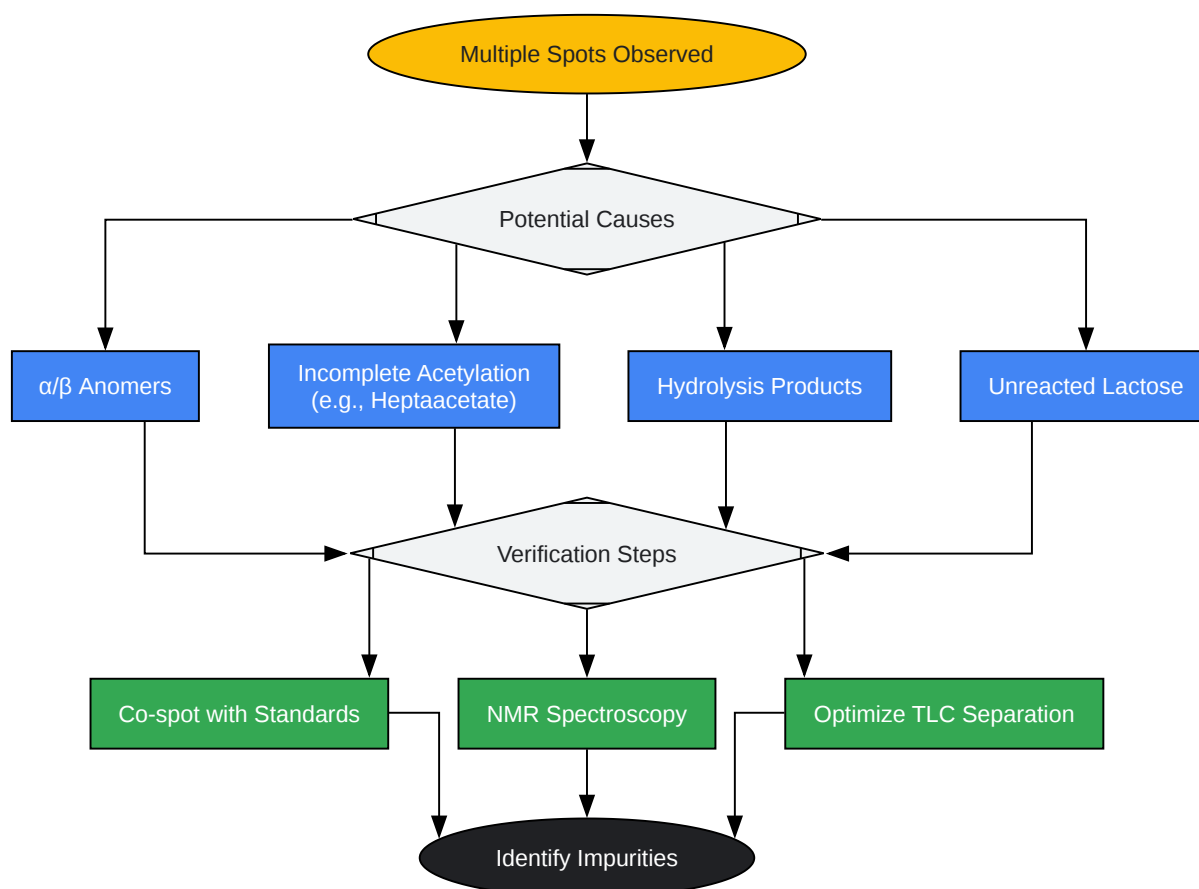 Multiple Spots Observed
Potential Causes
α/β Anomers
Incomplete Acetylation
(e.g., Heptaacetate)
Hydrolysis Products
Unreacted Lactose
Verification Steps
Co-spot with Standards
NMR Spectroscopy
Optimize TLC Separation
Identify Impurities